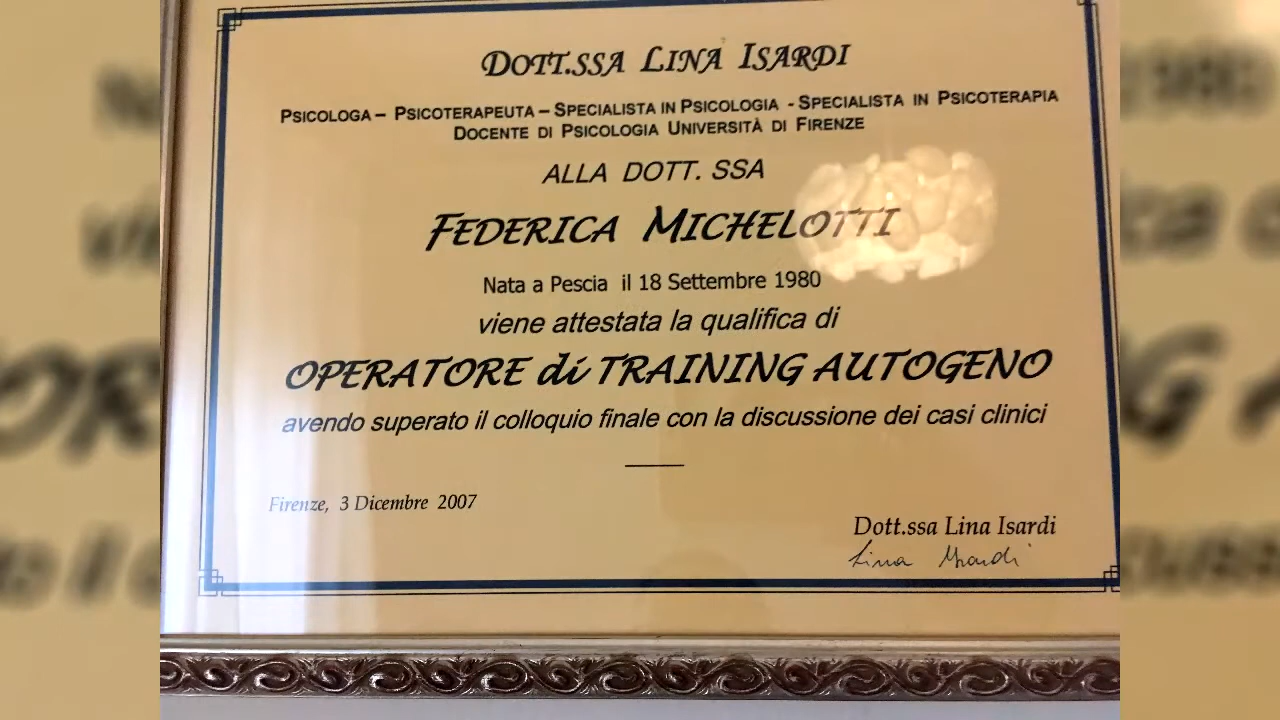 DOTT.SSA LINA ISARDI
PSICOLOGA – PSICOTERAPEUTA – SPECIALISTA IN PSICOLOGIA - SPECIALISTA IN PSICOTERAPIA
DOCENTE DI PSICOLOGIA UNIVERSITÀ DI FIRENZE
ALLA DOTT. SSA
FEDERICA MICHELOTTI
Nata a Pescia il 18 Settembre 1980
viene attestata la qualifica di
OPERATORE di TRAINING AUTOGENO
avendo superato il colloquio finale con la discussione dei casi clinici
Firenze, 3 Dicembre 2007
Dott.ssa Lina Isardi
Lina Isardi